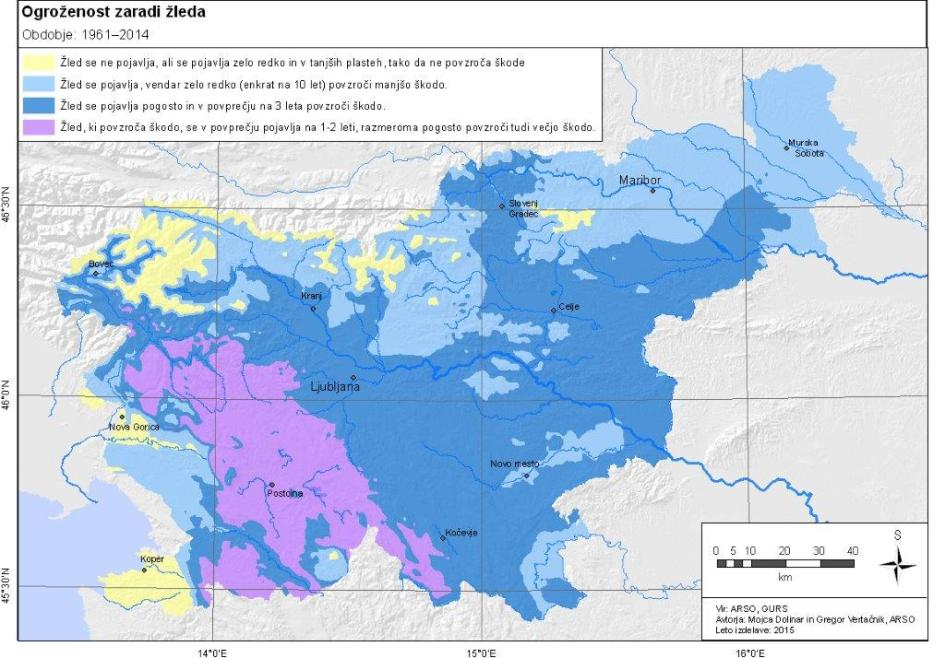 Ogroženost zaradi žleda
Obdobje: 1961–2014
Žled se ne pojavlja, ali se pojavlja zelo redko in v tanjših plasteh, tako da ne povzroča škode
Žled se pojavlja, vendar zelo redko (enkrat na 10 let) povzroči manjšo škodo.
Žled se pojavlja pogosto in v povprečju na 3 leta povzroči škodo.
Žled, ki povzroča škodo, se v povprečju pojavlja na 1-2 leti, razmeroma pogosto povzroči tudi večjo škodo.
Murska
Sobota
Maribor
46°30'N
Slovenj
Gradec
Bovec
Kranj
Celje
Ljubljana
46°0'N
Nova Gorica
Novo mesto
Postojna
Kočevje
Koper
45°30'N
S
0 5 10 20 30 40
km
Vir: ARSO, GURS
Avtorja: Mojca Dolinar in Gregor Vertačnik, ARSO
Leto izdelave: 2015
14°0'E 15°0'E 16°0'E